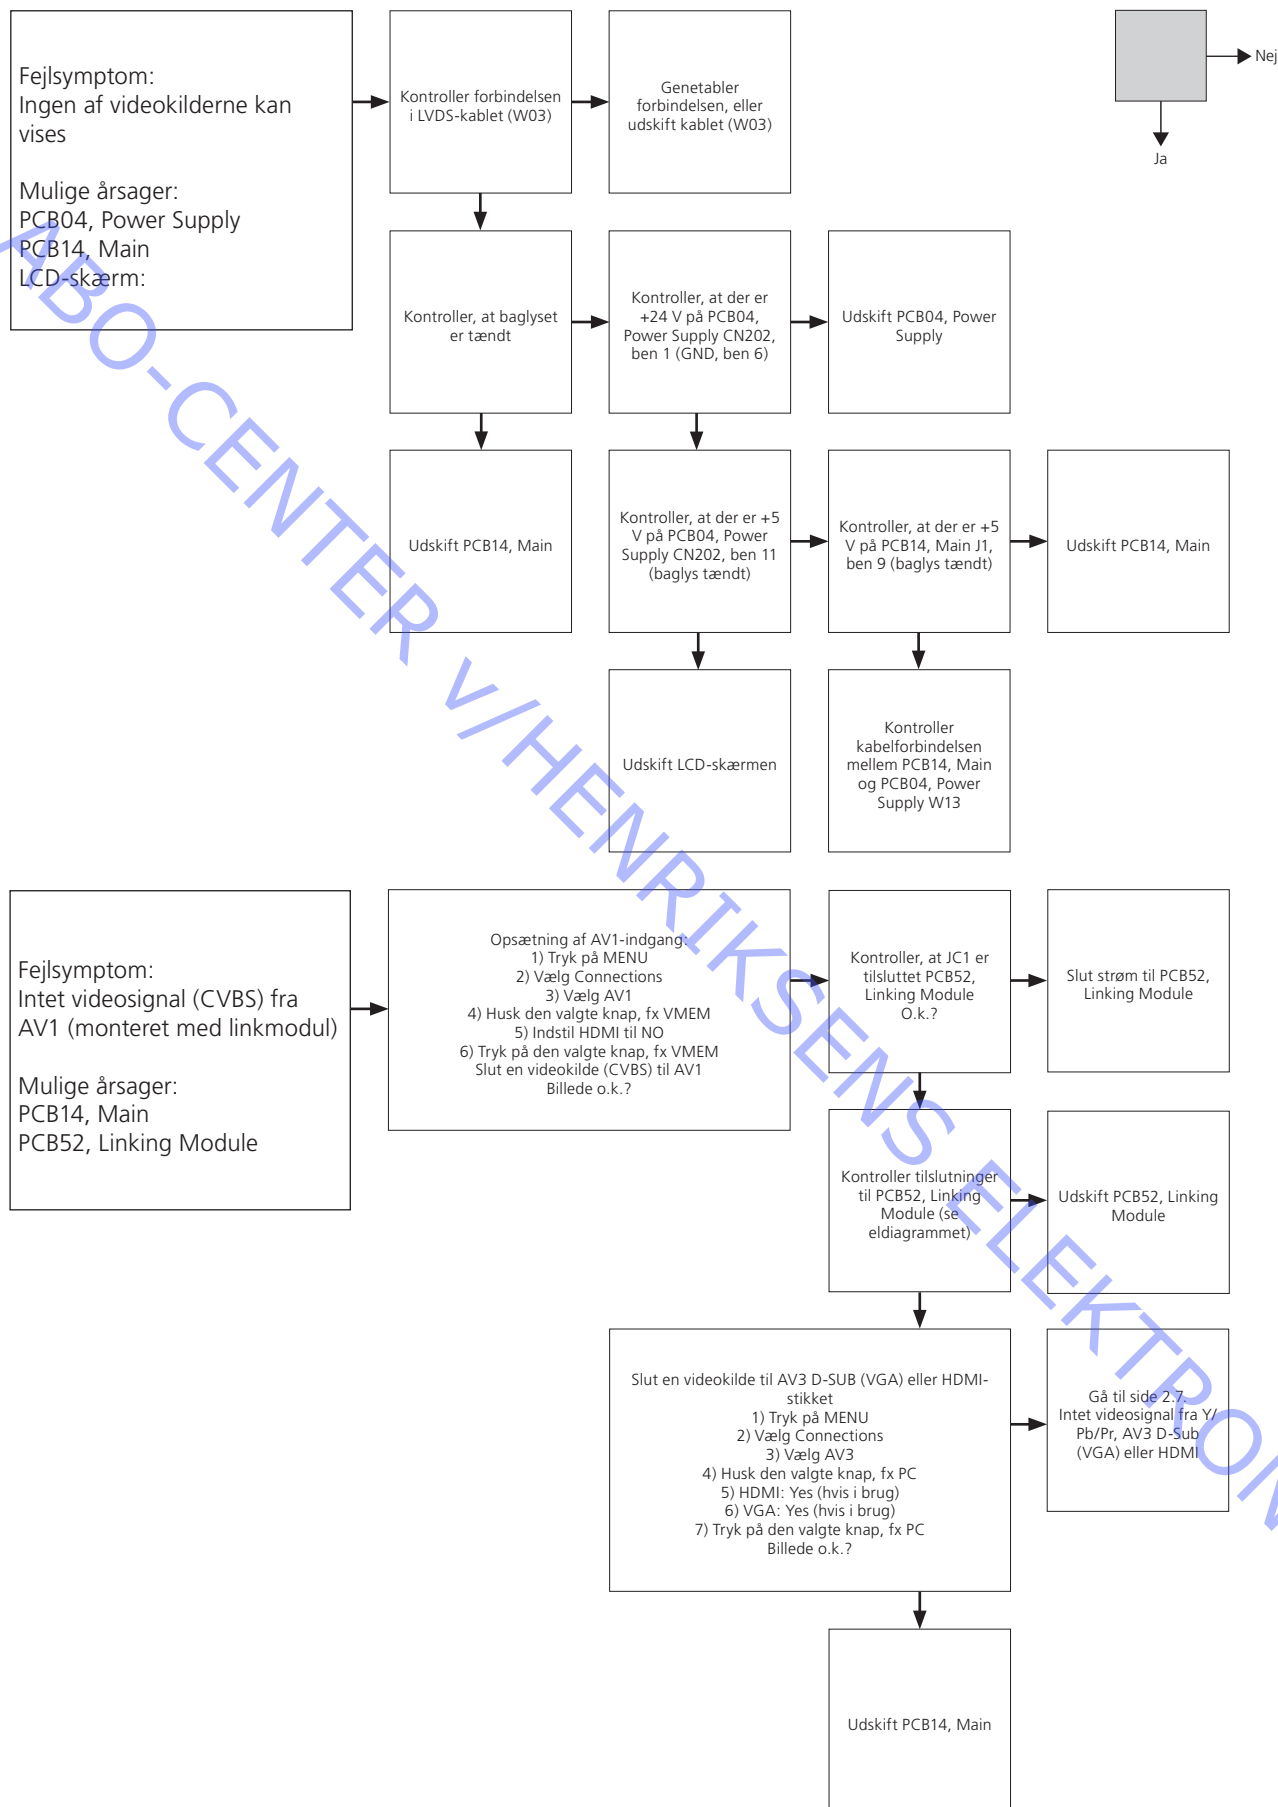 Fejlsymptom:
Ingen af videokilderne kan
vises
Mulige årsager:
PCB04, Power Supply
PCB14, Main
LCD-skærm:
Kontroller forbindelsen
i LVDS-kablet (W03)
Genetabler
forbindelsen, eller
udskift kablet (W03)
Nej
Ja
Kontroller, at baglyset
er tændt
Kontroller, at der er
+24 V på PCB04,
Power Supply CN202,
ben 1 (GND, ben 6)
Udskift PCB04, Power
Supply
Udskift PCB14, Main
Kontroller, at der er +5
V på PCB04, Power
Supply CN202, ben 11
(baglys tændt)
Kontroller, at der er +5
V på PCB14, Main J1,
ben 9 (baglys tændt)
Udskift PCB14, Main
Udskift LCD-skærmen
Kontroller
kabelforbindelsen
mellem PCB14, Main
og PCB04, Power
Supply W13
Fejlsymptom:
Intet videosignal (CVBS) fra
AV1 (monteret med linkmodul)
Mulige årsager:
PCB14, Main
PCB52, Linking Module
Opsætning af AV1-indgang:
1) Tryk på MENU
2) Vælg Connections
3) Vælg AV1
4) Husk den valgte knap, fx VMEM
5) Indstil HDMI til NO
6) Tryk på den valgte knap, fx VMEM
Slut en videokilde (CVBS) til AV1
Billede o.k.?
Kontroller, at JC1 er
tilsluttet PCB52,
Linking Module
O.k.?
Slut strøm til PCB52,
Linking Module
Kontroller tilslutninger
til PCB52, Linking
Module (se
eldiagrammet)
Udskift PCB52, Linking
Module
Slut en videokilde til AV3 D-SUB (VGA) eller HDMI-
stikket
1) Tryk på MENU
2) Vælg Connections
3) Vælg AV3
4) Husk den valgte knap, fx PC
5) HDMI: Yes (hvis i brug)
6) VGA: Yes (hvis i brug)
7) Tryk på den valgte knap, fx PC
Billede o.k.?
Gå til side 2.7.
Intet videosignal fra Y/
Pb/Pr, AV3 D-Sub
(VGA) eller HDMI
Udskift PCB14, Main
ABO-CENTER v/HENRIKSENS ELEKTRON